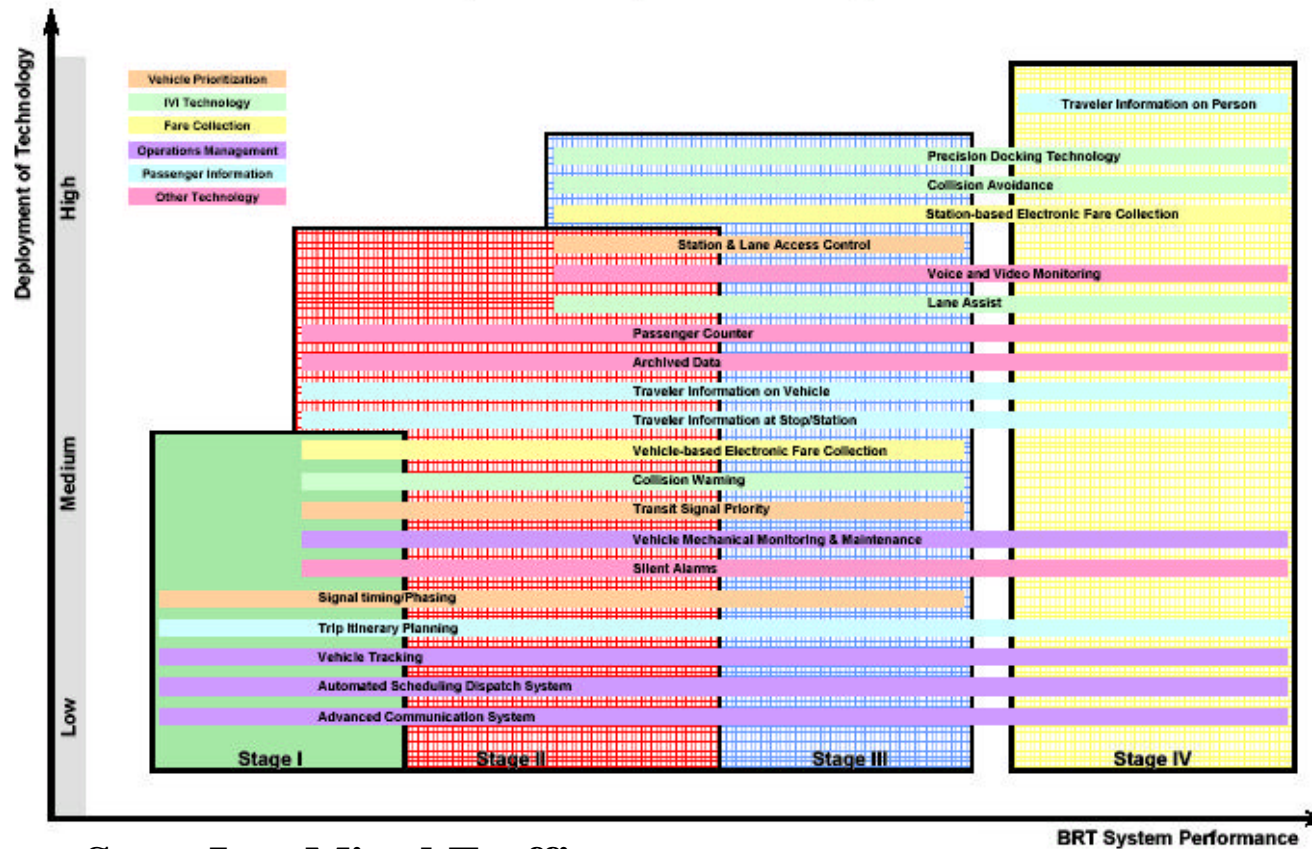 Deployment of Technology
High
Medium
Low
Vehicle Prioritization
IVI Technology
Fare Collection
Operations Management
Passenger Information
Other Technology
Traveler Information on Person
Precision Docking Technology
Collision Avoidance
Station-based Electronic Fare Collection
Station & Lane Access Control
Voice and Video Monitoring
Lane Assist
Passenger Counter
Archived Data
Traveler Information on Vehicle
Traveler Information at Stop/Station
Vehicle-based Electronic Fare Collection
Collision Warning
Transit Signal Priority
Vehicle Mechanical Monitoring & Maintenance
Silent Alarms
Signal timing/Phasing
Trip Itinerary Planning
Vehicle Tracking
Automated Scheduling Dispatch System
Advanced Communication System
Stage I
Stage II
Stage III
Stage IV
BRT System Performance